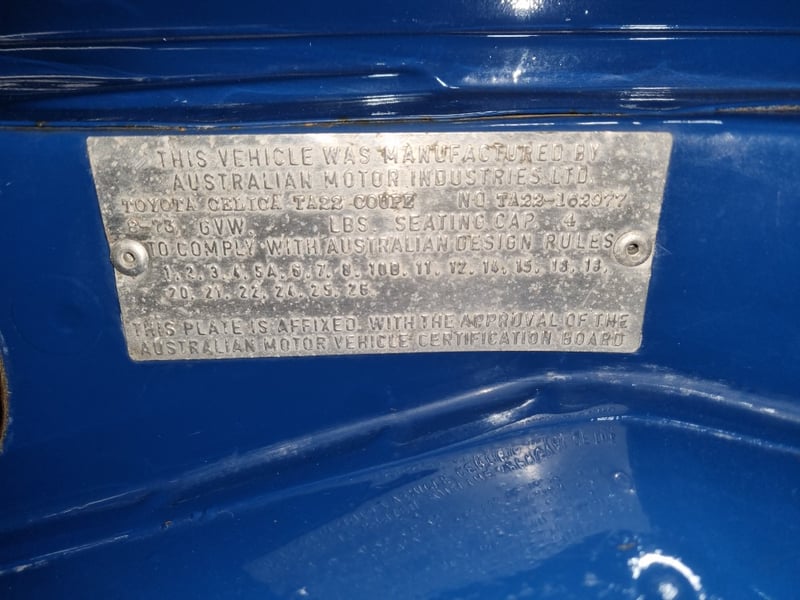 THIS VEHICLE WAS MANUFACTURED BY
AUSTRALIAN MOTOR INDUSTRIES LTD
TOYOTA CELICA TA22 COUPE NO TA22-162977
8-73 GVW LBS SEATING CAP. 4
TO COMPLY WITH AUSTRALIAN DESIGN RULES
1, 2, 3, 4, 5A, 6, 7, 8, 10B, 11, 12, 14, 15, 18, 19,
20, 21, 22, 24, 25, 26
THIS PLATE IS AFFIXED WITH THE APPROVAL OF THE
AUSTRALIAN MOTOR VEHICLE CERTIFICATION BOARD